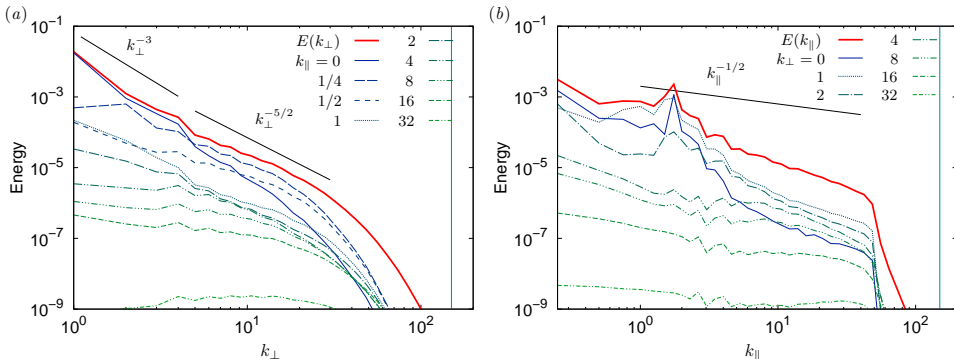 (a)
10^{-1}
10^{-3}
10^{-5}
10^{-7}
10^{-9}
Energy
10^0
10^1
10^2
k_⊥
k_⊥^{-3}
k_⊥^{-5/2}
E(k_⊥)
k_∥=0
1/4
1/2
1
2
4
8
16
32
(b)
10^{-1}
10^{-3}
10^{-5}
10^{-7}
10^{-9}
Energy
10^0
10^1
10^2
k_∥
k_∥^{-1/2}
E(k_∥)
k_⊥=0
1
2
4
8
16
32